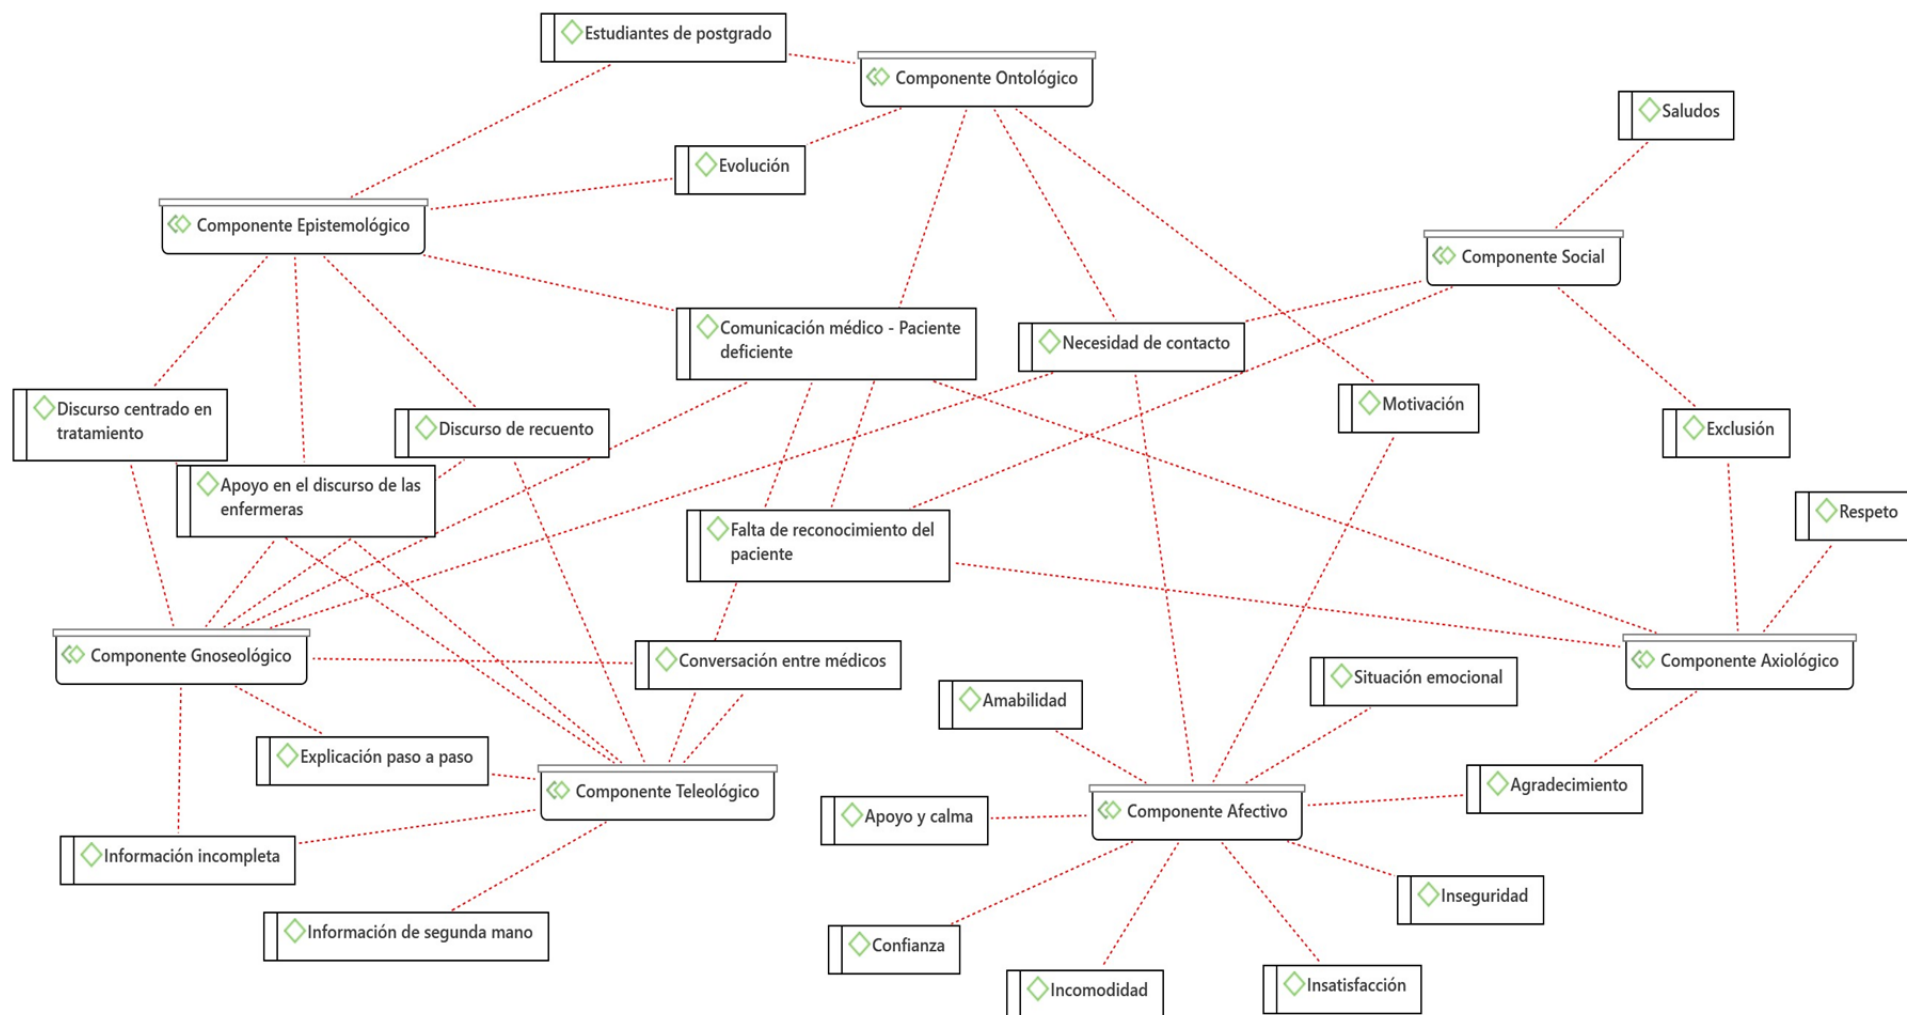 Estudiantes de postgrado
Componente Ontológico
Saludos
Evolución
Componente Epistemológico
Componente Social
Comunicación médico - Paciente
deficiente
Necesidad de contacto
Motivación
Discurso centrado en
tratamiento
Discurso de recuento
Exclusión
Apoyo en el discurso de las
enfermeras
Respeto
Falta de reconocimiento del
paciente
Componente Gnoseológico
Conversación entre médicos
Componente Axiológico
Situación emocional
Amabilidad
Explicación paso a paso
Componente Teleológico
Agradecimiento
Apoyo y calma
Componente Afectivo
Información incompleta
Inseguridad
Información de segunda mano
Confianza
Incomodidad
Insatisfacción